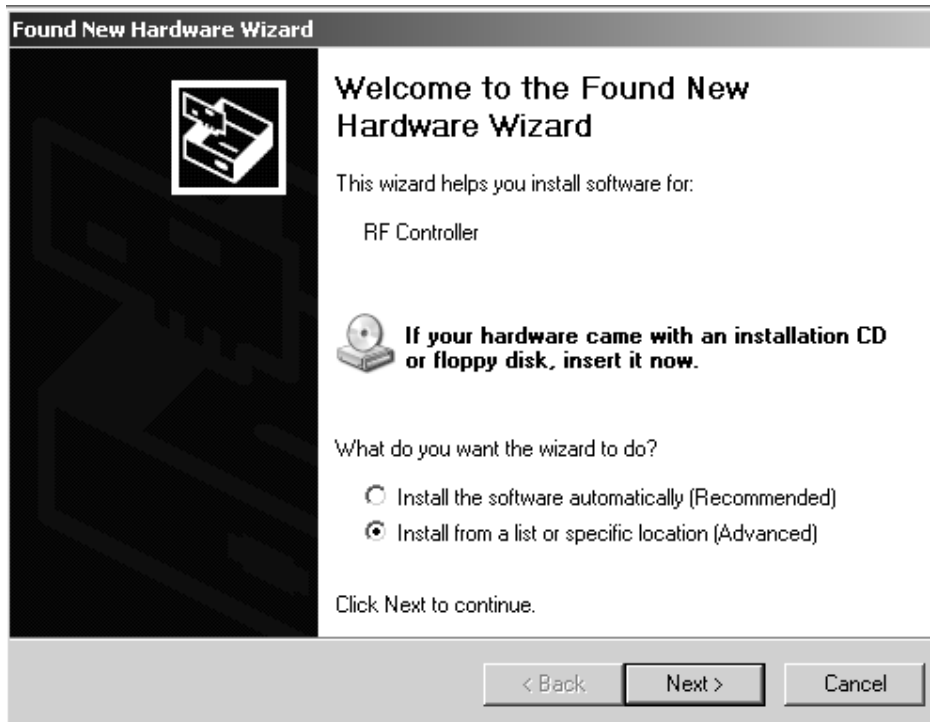 Found New Hardware Wizard
Welcome to the Found New
Hardware Wizard
This wizard helps you install software for:
RF Controller
If your hardware came with an installation CD
or floppy disk, insert it now.
What do you want the wizard to do?
Install the software automatically (Recommended)
Install from a list or specific location (Advanced)
Click Next to continue.
< Back Next > Cancel